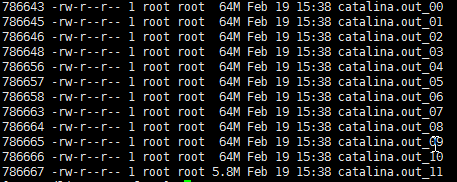 786643 -rw-r--r-- 1 root root  64M Feb 19 15:38 catalina.out_00
786645 -rw-r--r-- 1 root root  64M Feb 19 15:38 catalina.out_01
786646 -rw-r--r-- 1 root root  64M Feb 19 15:38 catalina.out_02
786648 -rw-r--r-- 1 root root  64M Feb 19 15:38 catalina.out_03
786656 -rw-r--r-- 1 root root  64M Feb 19 15:38 catalina.out_04
786657 -rw-r--r-- 1 root root  64M Feb 19 15:38 catalina.out_05
786658 -rw-r--r-- 1 root root  64M Feb 19 15:38 catalina.out_06
786663 -rw-r--r-- 1 root root  64M Feb 19 15:38 catalina.out_07
786664 -rw-r--r-- 1 root root  64M Feb 19 15:38 catalina.out_08
786665 -rw-r--r-- 1 root root  64M Feb 19 15:38 catalina.out_09
786666 -rw-r--r-- 1 root root  64M Feb 19 15:38 catalina.out_10
786667 -rw-r--r-- 1 root root 5.8M Feb 19 15:38 catalina.out_11